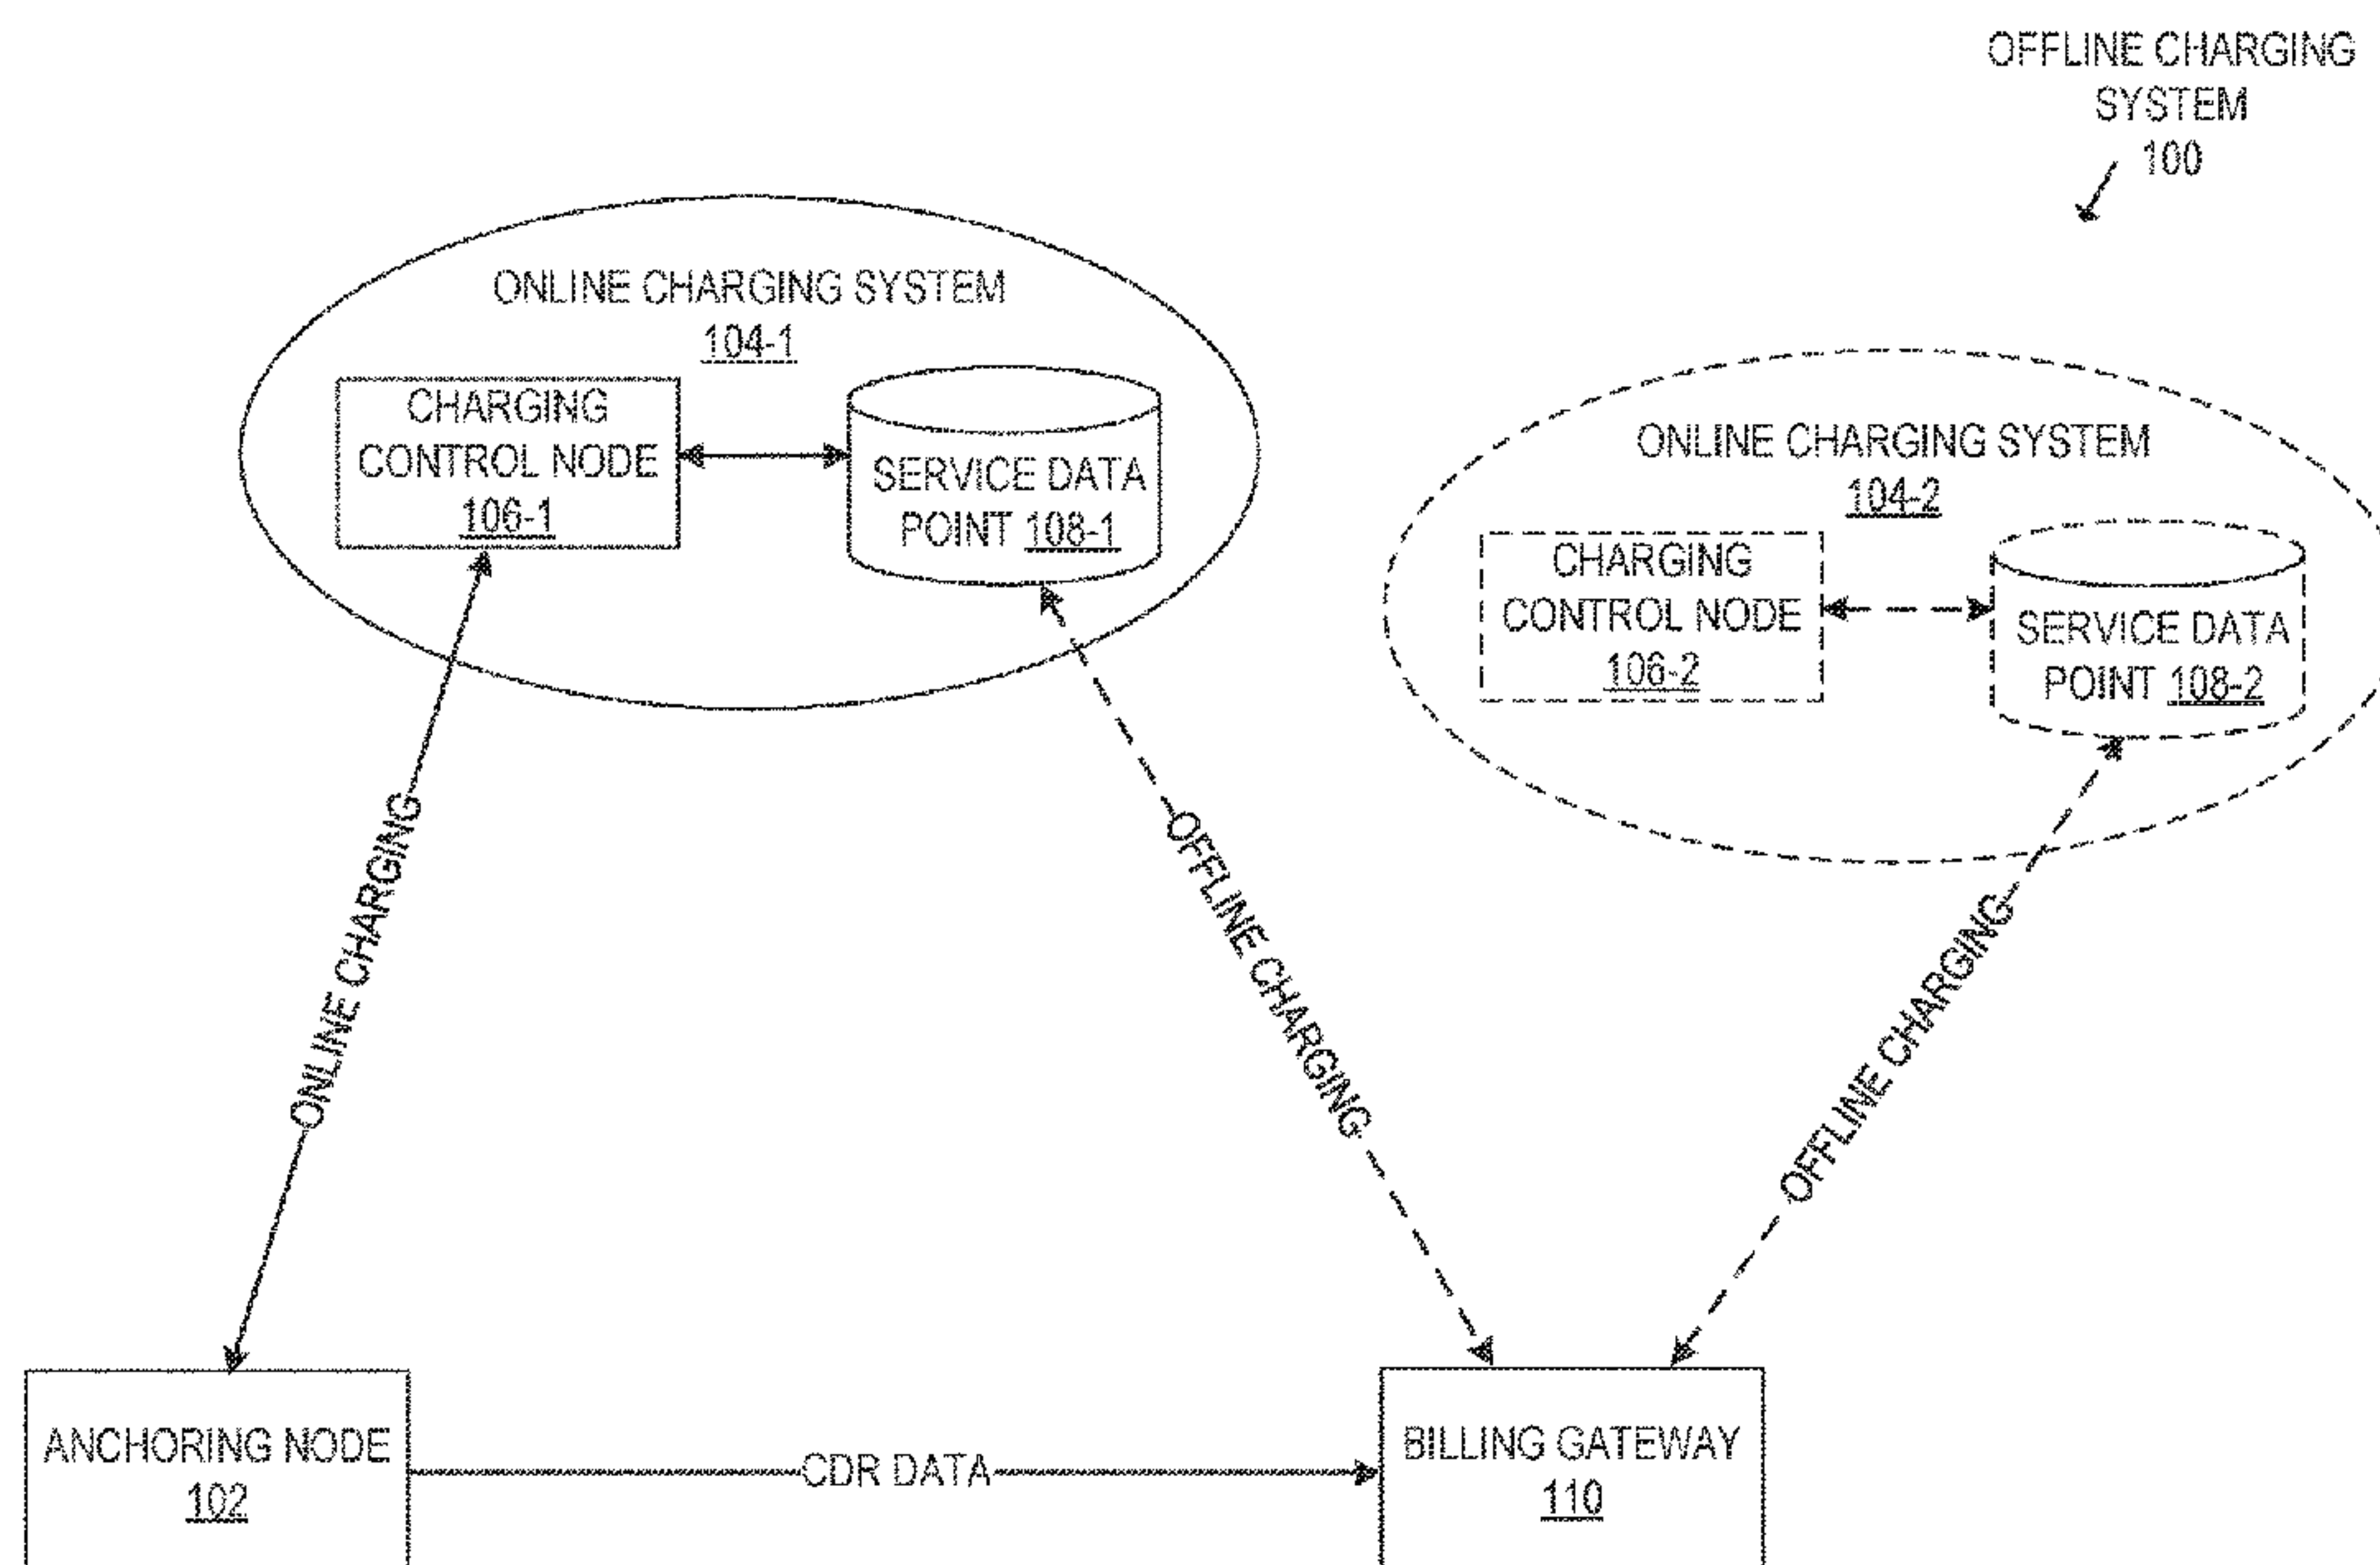 OFFLINE CHARGING
SYSTEM
100
ONLINE CHARGING SYSTEM
104-1
CHARGING
CONTROL NODE
106-1
SERVICE DATA
POINT 108-1
ONLINE CHARGING SYSTEM
104-2
CHARGING
CONTROL NODE
106-2
SERVICE DATA
POINT 108-2
ONLINE CHARGING
OFFLINE CHARGING
OFFLINE CHARGING
ANCHORING NODE
102
CDR DATA
BILLING GATEWAY
110